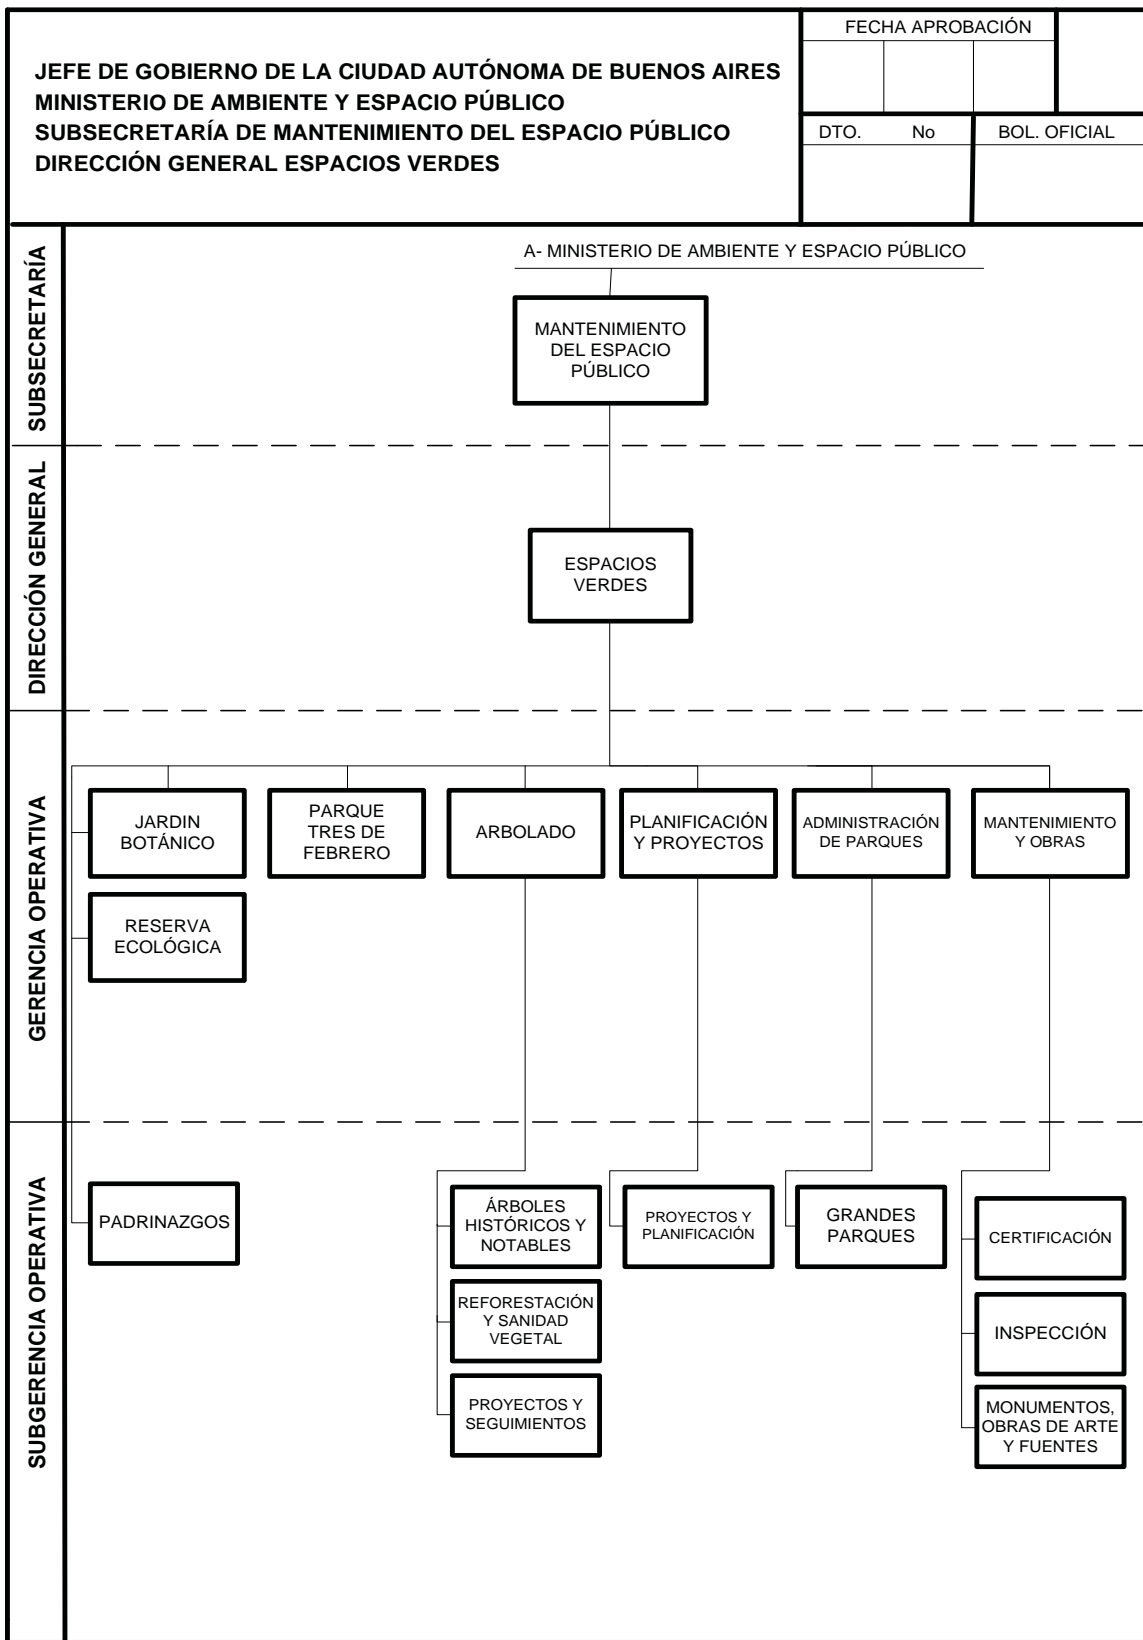 JEFE DE GOBIERNO DE LA CIUDAD AUTÓNOMA DE BUENOS AIRES
MINISTERIO DE AMBIENTE Y ESPACIO PÚBLICO
SUBSECRETARÍA DE MANTENIMIENTO DEL ESPACIO PÚBLICO
DIRECCIÓN GENERAL ESPACIOS VERDES
FECHA APROBACIÓN
DTO. No
BOL. OFICIAL
SUBSECRETARÍA
A- MINISTERIO DE AMBIENTE Y ESPACIO PÚBLICO
MANTENIMIENTO
DEL ESPACIO
PÚBLICO
DIRECCIÓN GENERAL
ESPACIOS
VERDES
GERENCIA OPERATIVA
JARDIN
BOTÁNICO
PARQUE
TRES DE
FEBRERO
ARBOLADO
PLANIFICACIÓN
Y PROYECTOS
ADMINISTRACIÓN
DE PARQUES
MANTENIMIENTO
Y OBRAS
RESERVA
ECOLÓGICA
SUBGERENCIA OPERATIVA
PADRINAZGOS
ÁRBOLES
HISTÓRICOS Y
NOTABLES
PROYECTOS Y
PLANIFICACIÓN
GRANDES
PARQUES
CERTIFICACIÓN
REFORESTACIÓN
Y SANIDAD
VEGETAL
INSPECCIÓN
PROYECTOS Y
SEGUIMIENTOS
MONUMENTOS,
OBRAS DE ARTE
Y FUENTES